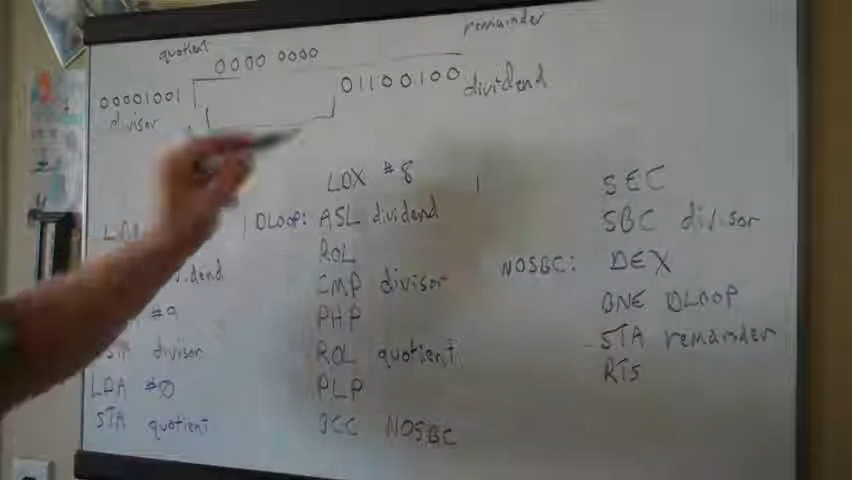 quotient
remainder
0000 0000
00001001
01100100 dividend
divisor
#9
divisor
LDA #0
STA quotient
LDX #8
DLOOP: ASL dividend
ROL
CMP divisor
PHP
ROL quotient
PLP
BCC NOSBC
SEC
SBC divisor
NOSBC: DEX
BNE DLOOP
STA remainder
RTS